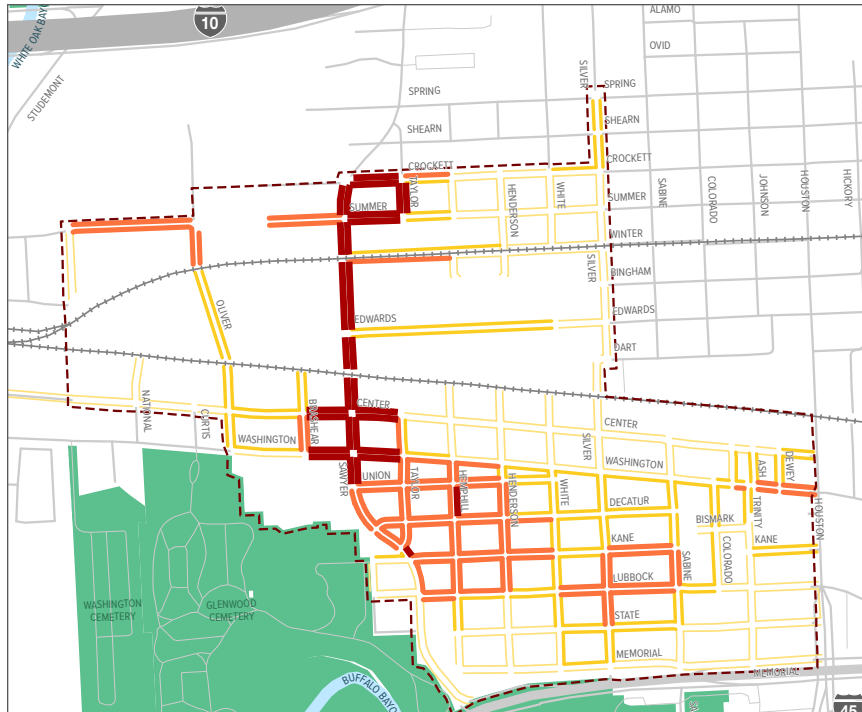 ALAMO
10
WHITE OAK BAYO
OVID
STUDEMONT
SILVER
SPRING
SPRING
SHEARN
SHEARN
CROCKETT
CROCKETT
TAYLOR
HENDERSON
WHITE
SUMMER
SUMMER
SABINE
COLORADO
JOHNSON
HOUSTON
HICKORY
WINTER
SILVER
BINGHAM
OLIVER
EDWARDS
EDWARDS
DART
NATIONAL
CURTIS
BRASHEAR
CENTER
CENTER
WASHINGTON
SILVER
WASHINGTON
SAWYER
UNION
TAYLOR
HEMPHILL
HENDERSON
WHITE
ASH
DEWEY
DECATUR
TRINITY
HOUSTON
BISMARK
KANE
KANE
SABINE
COLORADO
LUBBOCK
WASHINGTON
CEMETERY
GLENWOOD
CEMETERY
STATE
MEMORIAL
MEMORIAL
BUFFALO BAYO
45